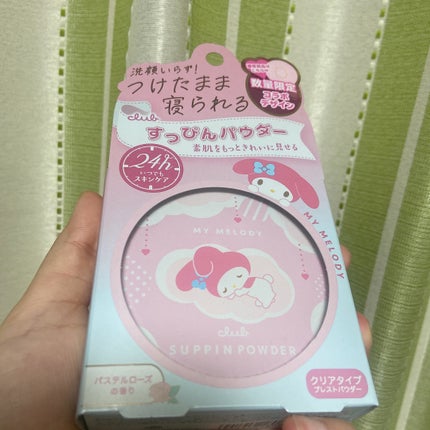 洗顔いらず!
つけたまま
寝られる
数量限定
コラボ
デザイン
club
すっぴんパウダー
素肌をもっときれいに見せる
24h
いつでも
スキンケア
MY MELODY
MY MELODY
club
SUPPIN POWDER
パステルローズ
の香り
クリアタイプ
プレストパウダー